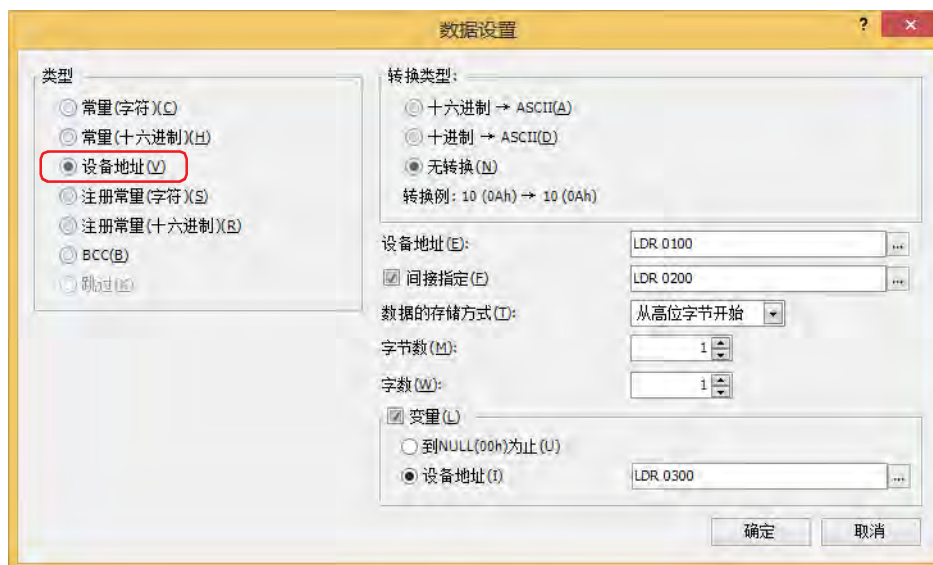 数据设置
?
×
类型
常量(字符)(C)
常量(十六进制)(H)
设备地址(V)
注册常量(字符)(S)
注册常量(十六进制)(R)
BCC(B)
跳过(K)
转换类型:
十六进制 → ASCII(A)
十进制 → ASCII(D)
无转换(N)
转换例: 10 (0Ah) → 10 (0Ah)
设备地址(E):
LDR 0100
...
间接指定(F)
LDR 0200
...
数据的存储方式(T):
从高位字节开始
字节数(M):
1
字数(W):
1
变量(L)
到NULL(00h)为止(U)
设备地址(I)
LDR 0300
...
确定
取消